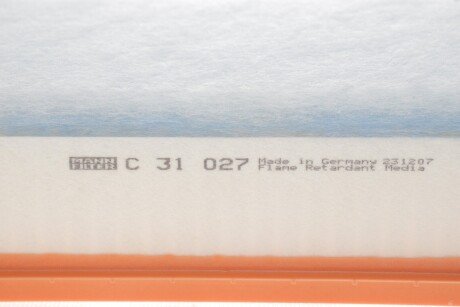 MANN FILTER C 31 027 Made in Germany 231207
Flame Retardant Media